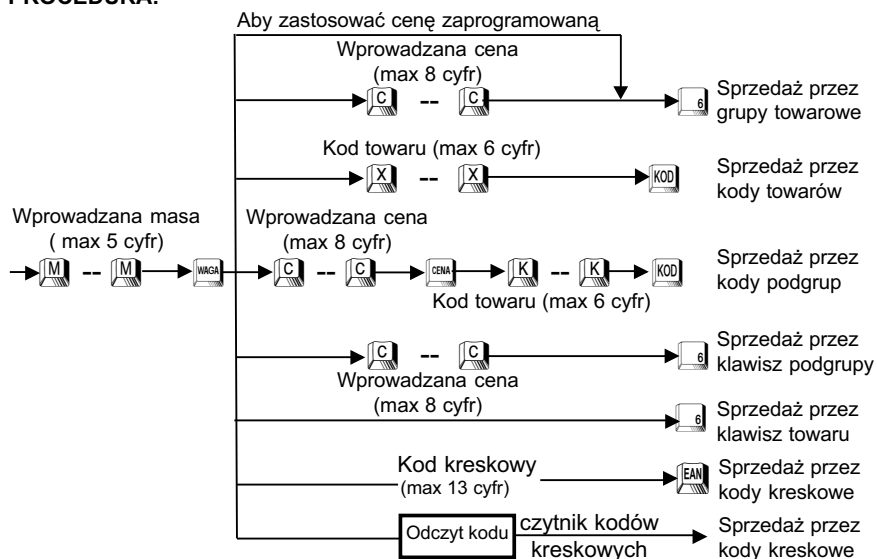 PROCEDURA:
Aby zastosować cenę zaprogramowaną
Wprowadzana cena
(max 8 cyfr)
C -- C 6
Sprzedaż przez
grupy towarowe
Kod towaru (max 6 cyfr)
X -- X KOD
Sprzedaż przez
kody towarów
Wprowadzana masa
( max 5 cyfr)
M -- M WAGA
Wprowadzana cena
(max 8 cyfr)
C -- C CENA K -- K KOD
Kod towaru (max 6 cyfr)
Sprzedaż przez
kody podgrup
C -- C 6
Wprowadzana cena
(max 8 cyfr)
Sprzedaż przez
klawisz podgrupy
6
Sprzedaż przez
klawisz towaru
Kod kreskowy
(max 13 cyfr)
EAN
Sprzedaż przez
kody kreskowe
Odczyt kodu
czytnik kodów
kreskowych
Sprzedaż przez
kody kreskowe